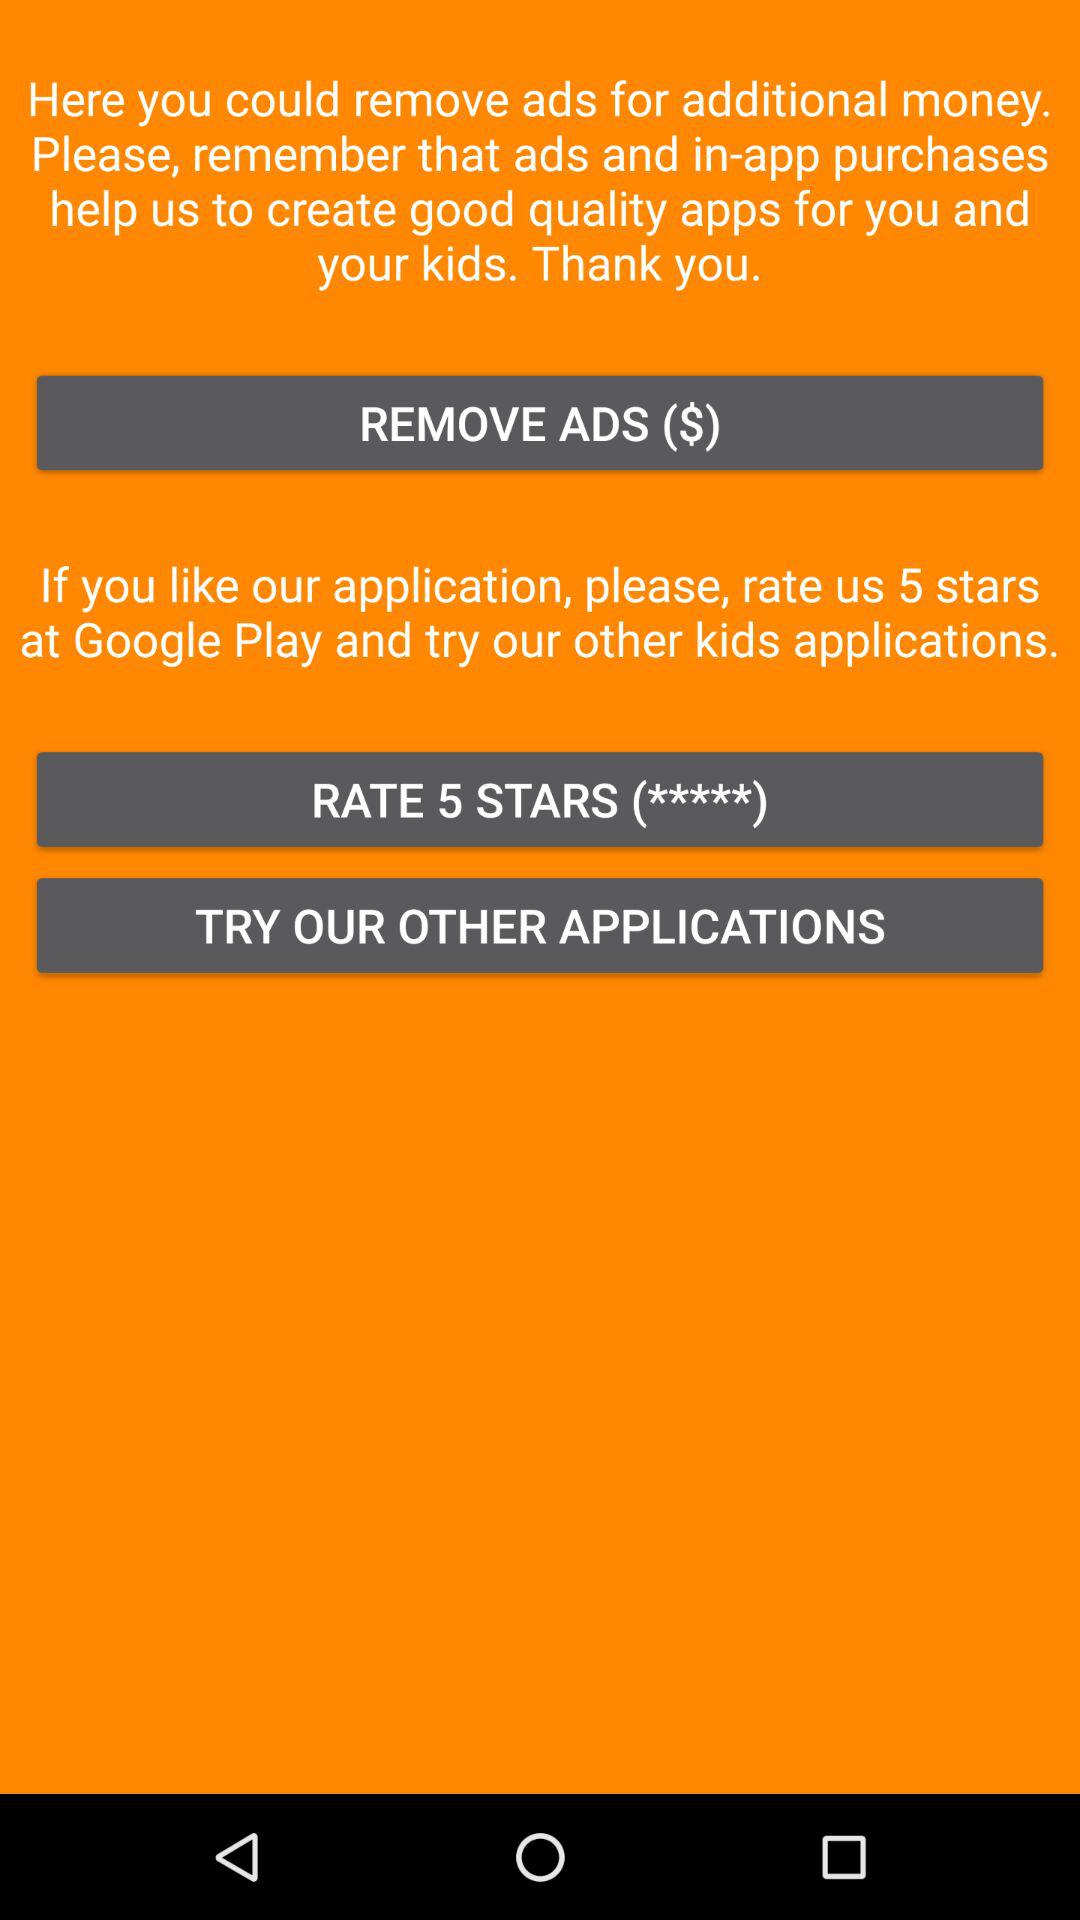 Here you could remove ads for additional money.
Please, remember that ads and in-app purchases
help us to create good quality apps for you and
your kids. Thank you.
REMOVE ADS ($)
If you like our application, please, rate us 5 stars
at Google Play and try our other kids applications.
RATE 5 STARS (*****)
TRY OUR OTHER APPLICATIONS